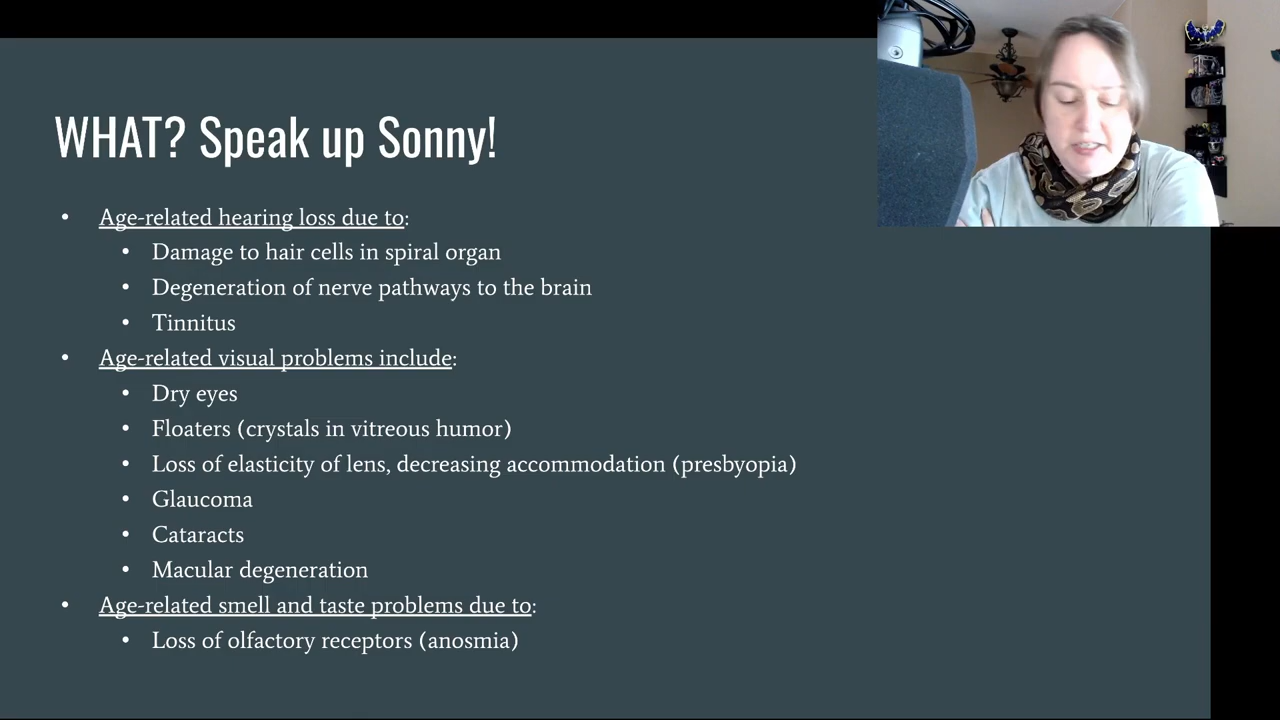 WHAT? Speak up Sonny!
• Age-related hearing loss due to:
• Damage to hair cells in spiral organ
• Degeneration of nerve pathways to the brain
• Tinnitus
• Age-related visual problems include:
• Dry eyes
• Floaters (crystals in vitreous humor)
• Loss of elasticity of lens, decreasing accommodation (presbyopia)
• Glaucoma
• Cataracts
• Macular degeneration
• Age-related smell and taste problems due to:
• Loss of olfactory receptors (anosmia)